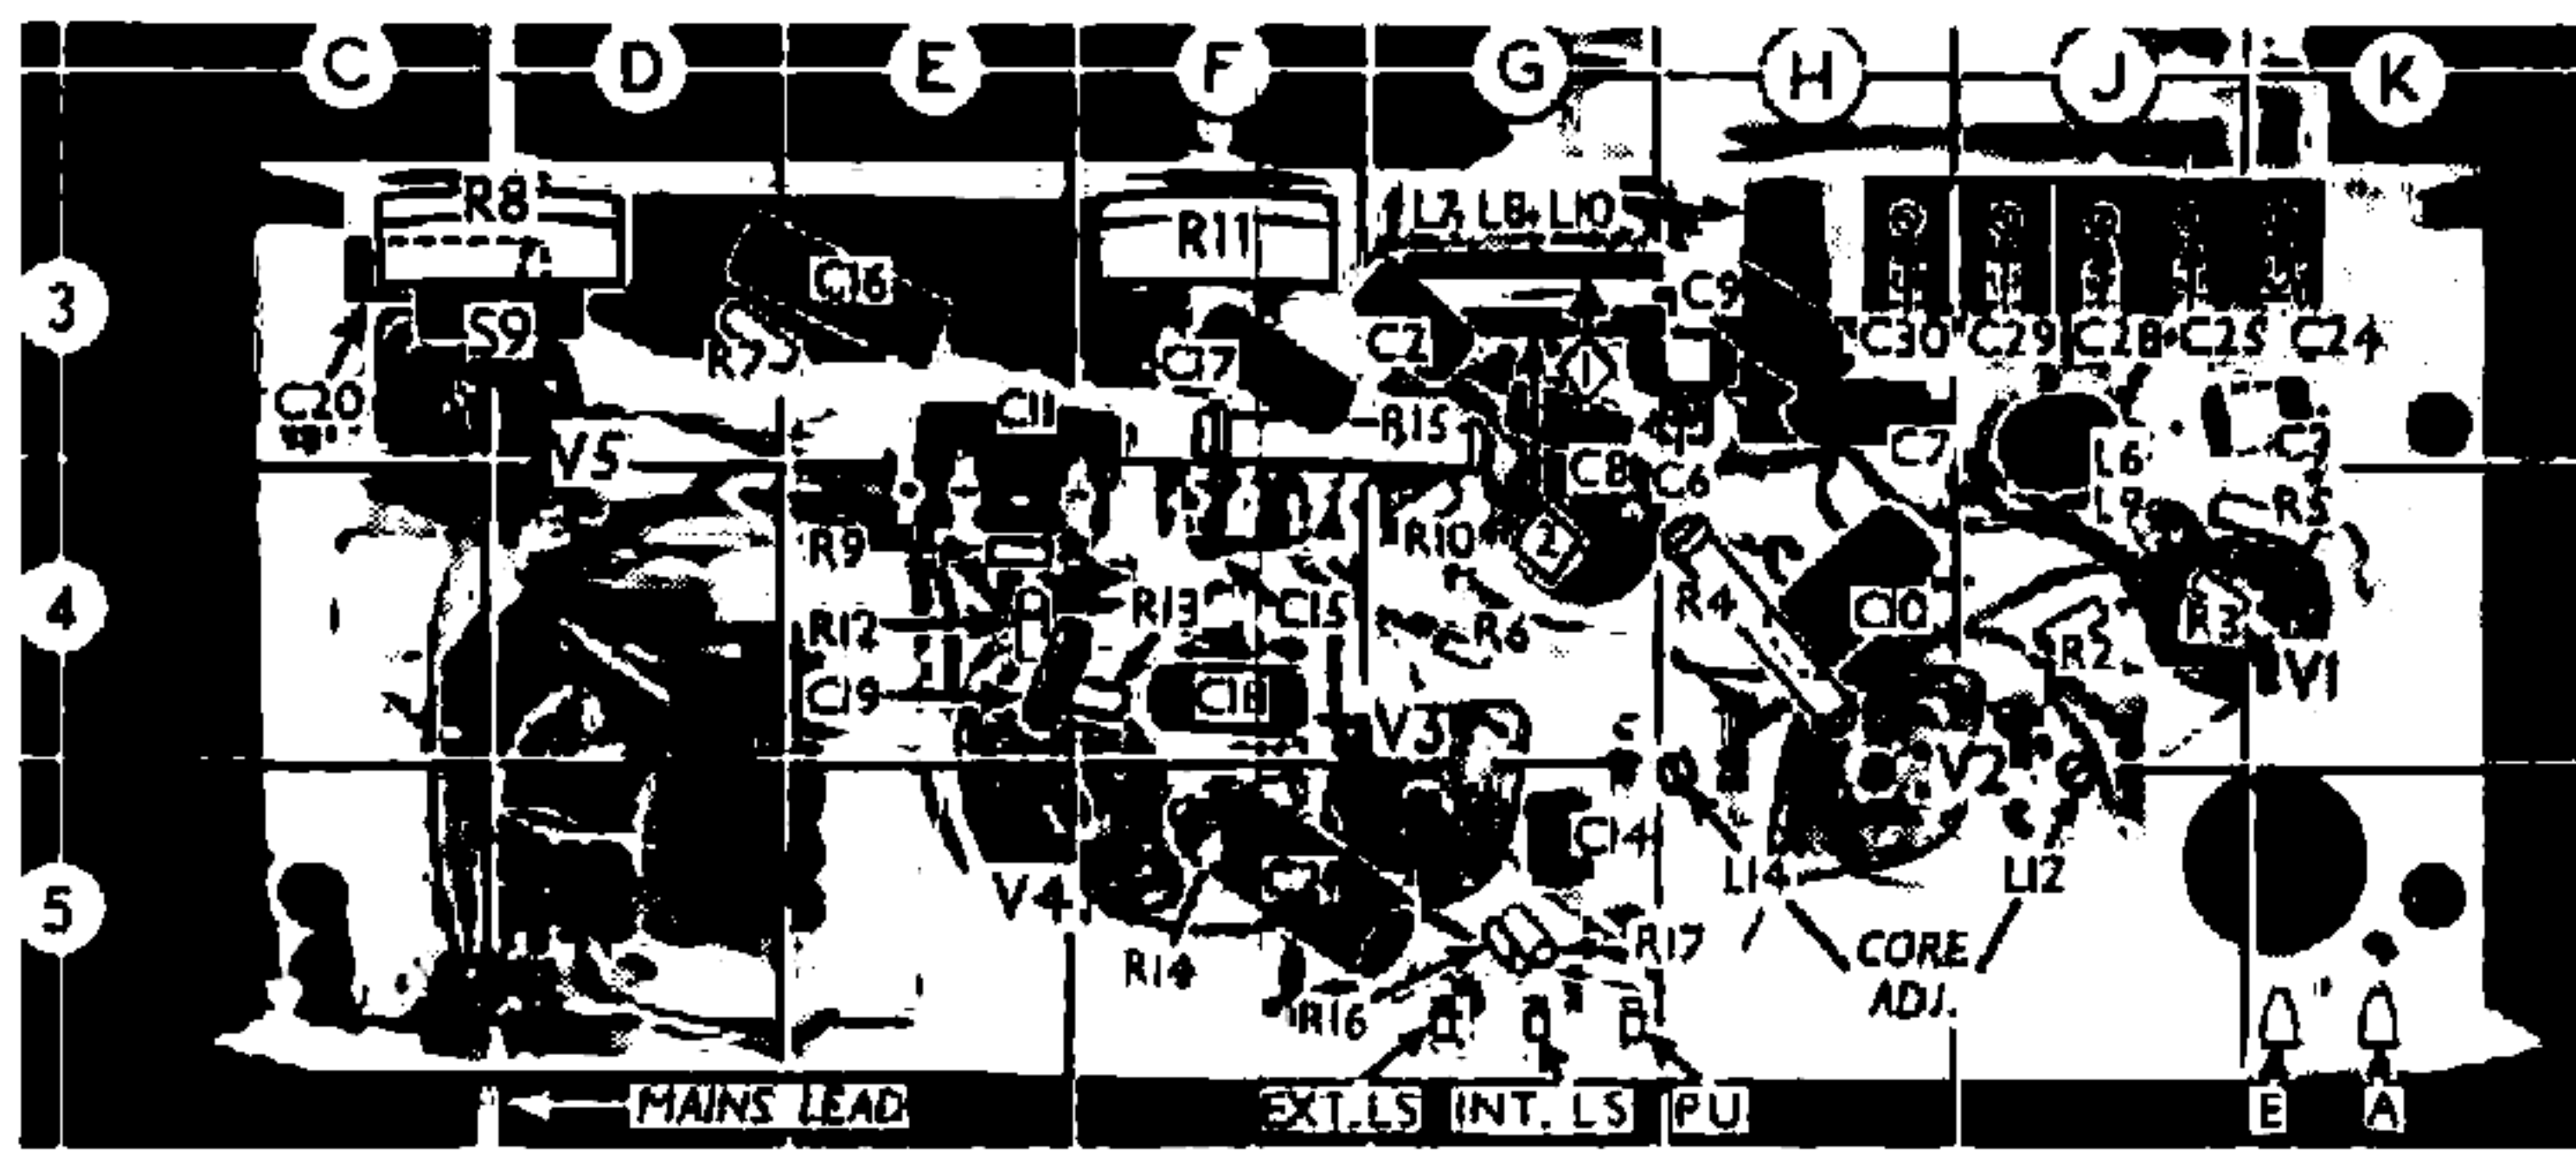 C D E F G H J K
R8 R11 L7, L8, L10
3 C16 C9
S9 R7 C17 C2 1 C30 C29 C28 C25 C24
C20 C11 R15
V5 C8 C6 C7 L6 C3
R9 R10 2 L9 R5
4 R12 R13 C15 R6 R4 C10 R2 R3
C19 C18 V3 V1
V2
C14
5 V4 L14 L12
R14 R17 CORE
R16 ADJ.
MAINS LEAD EXT. LS INT. LS PU E A